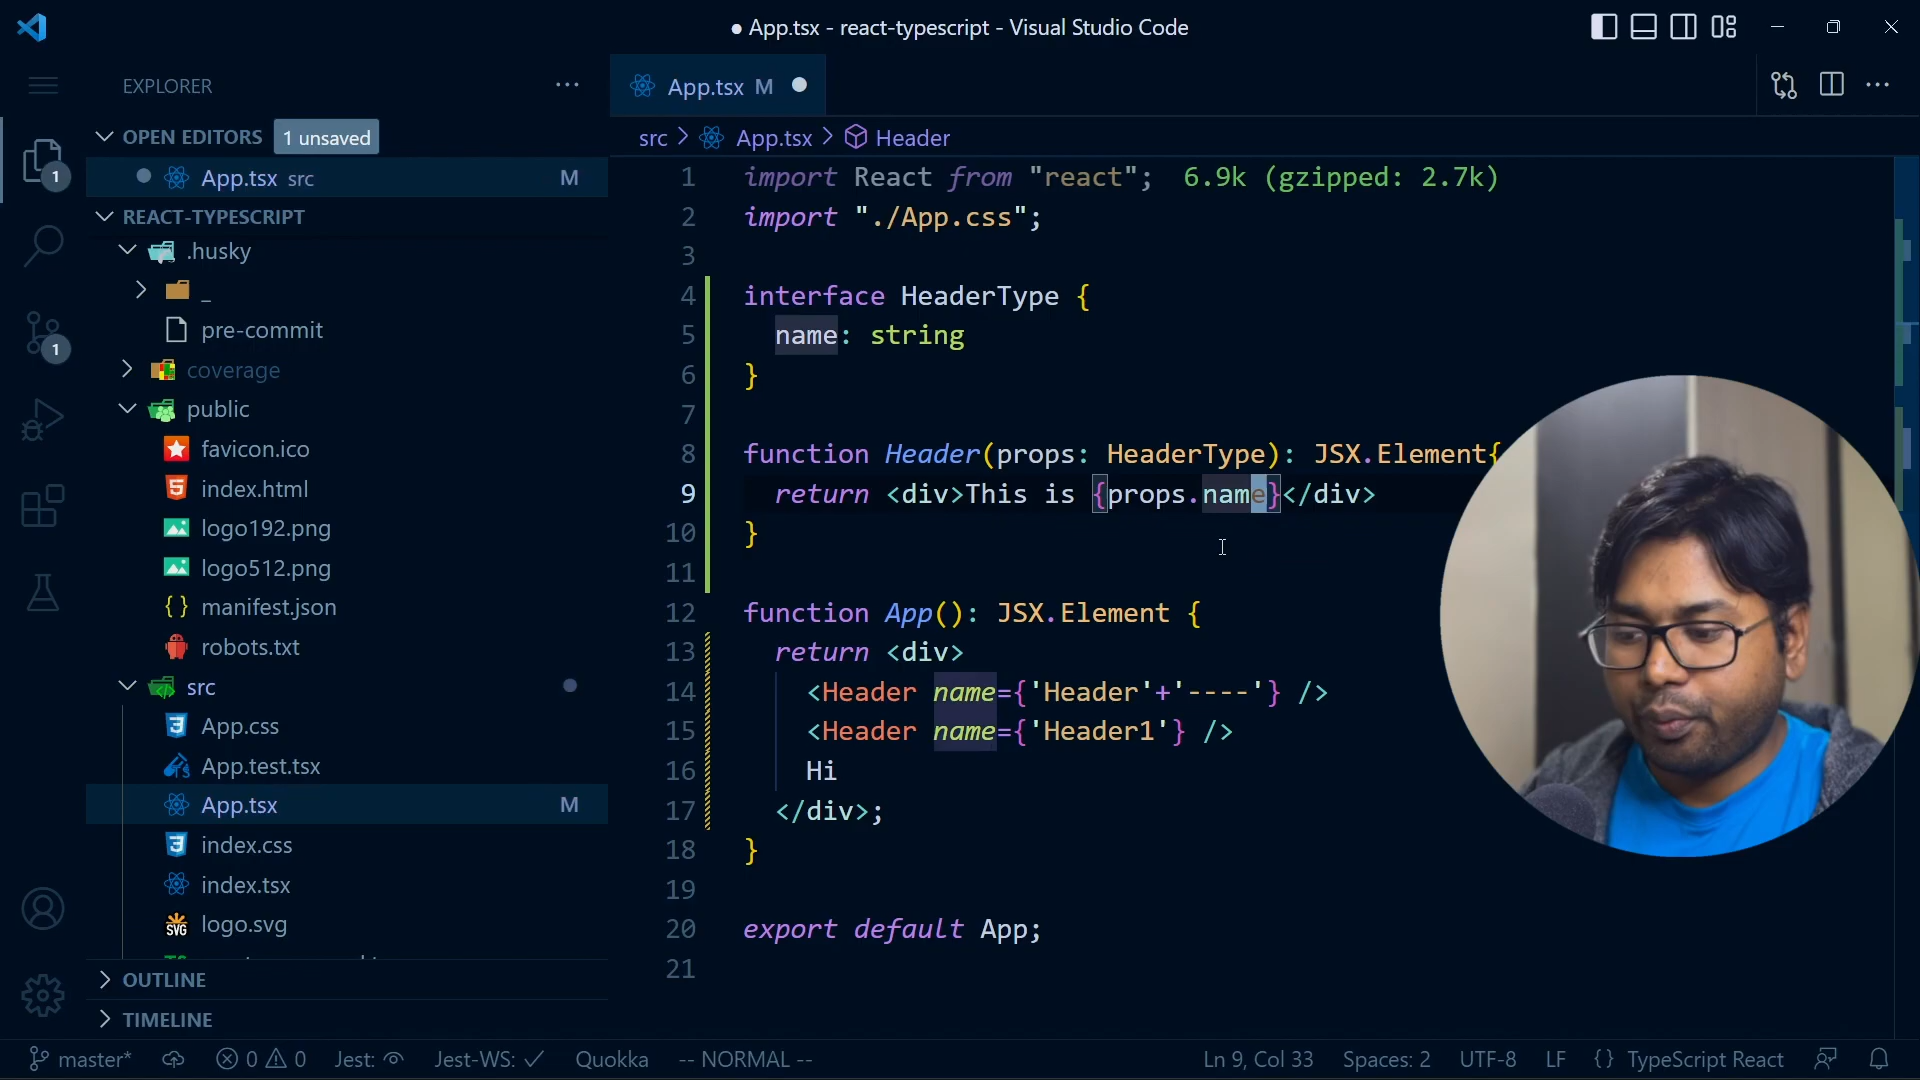 App.tsx - react-typescript - Visual Studio Code
EXPLORER
OPEN EDITORS 1 unsaved
App.tsx src M
REACT-TYPESCRIPT
.husky
_
pre-commit
coverage
public
favicon.ico
index.html
logo192.png
logo512.png
manifest.json
robots.txt
src
App.css
App.test.tsx
App.tsx M
index.css
index.tsx
logo.svg
OUTLINE
TIMELINE
1
1
App.tsx M
src > App.tsx > Header
1 import React from "react"; 6.9k (gzipped: 2.7k)
2 import "./App.css";
3
4 interface HeaderType {
5 name: string
6 }
7
8 function Header(props: HeaderType): JSX.Element{
9 return <div>This is {props.name}</div>
10 }
11
12 function App(): JSX.Element {
13 return <div>
14 <Header name={'Header'+'----'} />
15 <Header name={'Header1'} />
16 Hi
17 </div>;
18 }
19
20 export default App;
21
master* 0 0 Jest: Jest-WS: Quokka -- NORMAL -- Ln 9, Col 33 Spaces: 2 UTF-8 LF {} TypeScript React